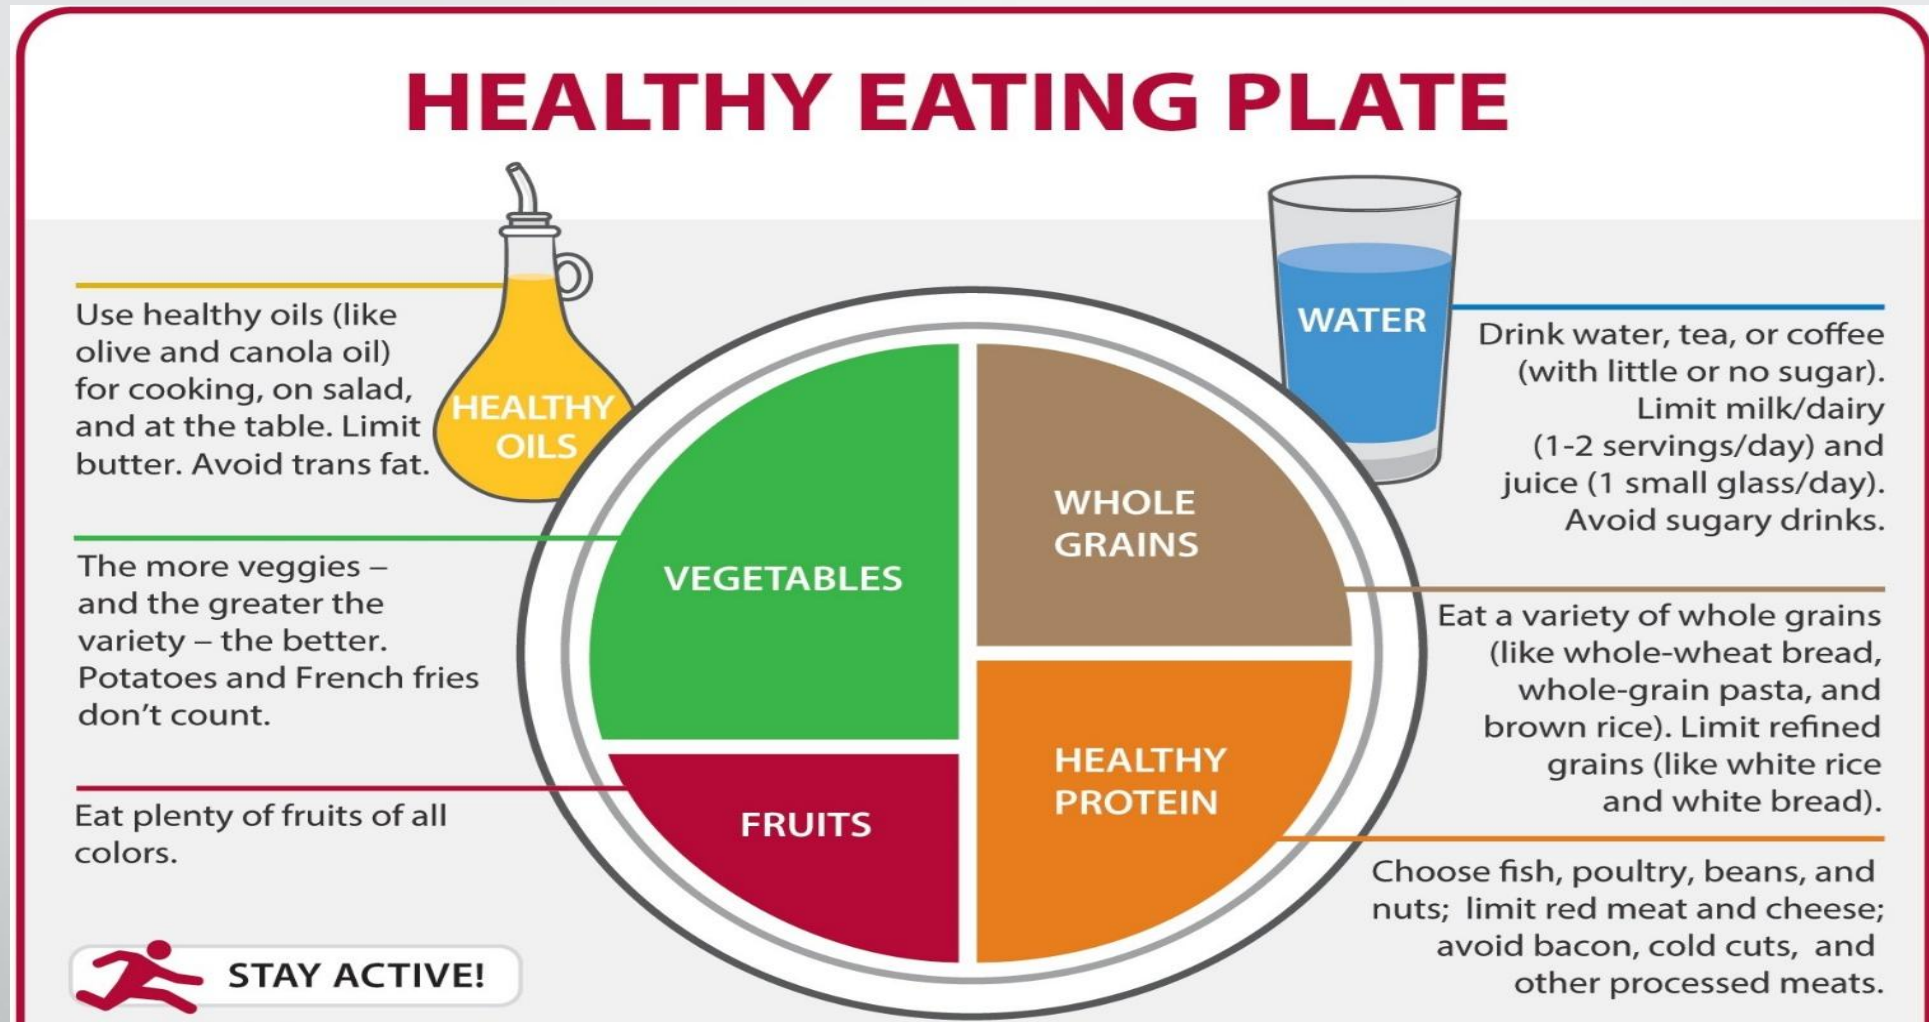 HEALTHY EATING PLATE
Use healthy oils (like
olive and canola oil)
for cooking, on salad,
and at the table. Limit
butter. Avoid trans fat.
HEALTHY
OILS
The more veggies –
and the greater the
variety – the better.
Potatoes and French fries
don’t count.
Eat plenty of fruits of all
colors.
STAY ACTIVE!
VEGETABLES
FRUITS
WHOLE
GRAINS
HEALTHY
PROTEIN
WATER
Drink water, tea, or coffee
(with little or no sugar).
Limit milk/dairy
(1-2 servings/day) and
juice (1 small glass/day).
Avoid sugary drinks.
Eat a variety of whole grains
(like whole-wheat bread,
whole-grain pasta, and
brown rice). Limit refined
grains (like white rice
and white bread).
Choose fish, poultry, beans, and
nuts; limit red meat and cheese;
avoid bacon, cold cuts, and
other processed meats.